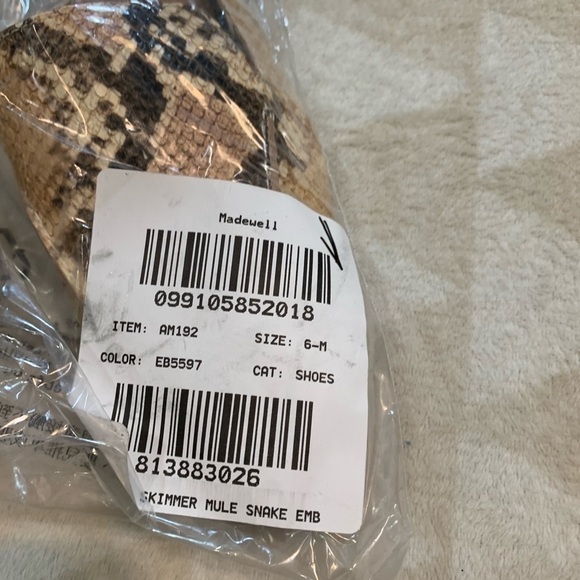 Madewell
099105852018
ITEM: AM192 SIZE: 6-M
COLOR: EB5597 CAT: SHOES
813883026
SKIMMER MULE SNAKE EMB